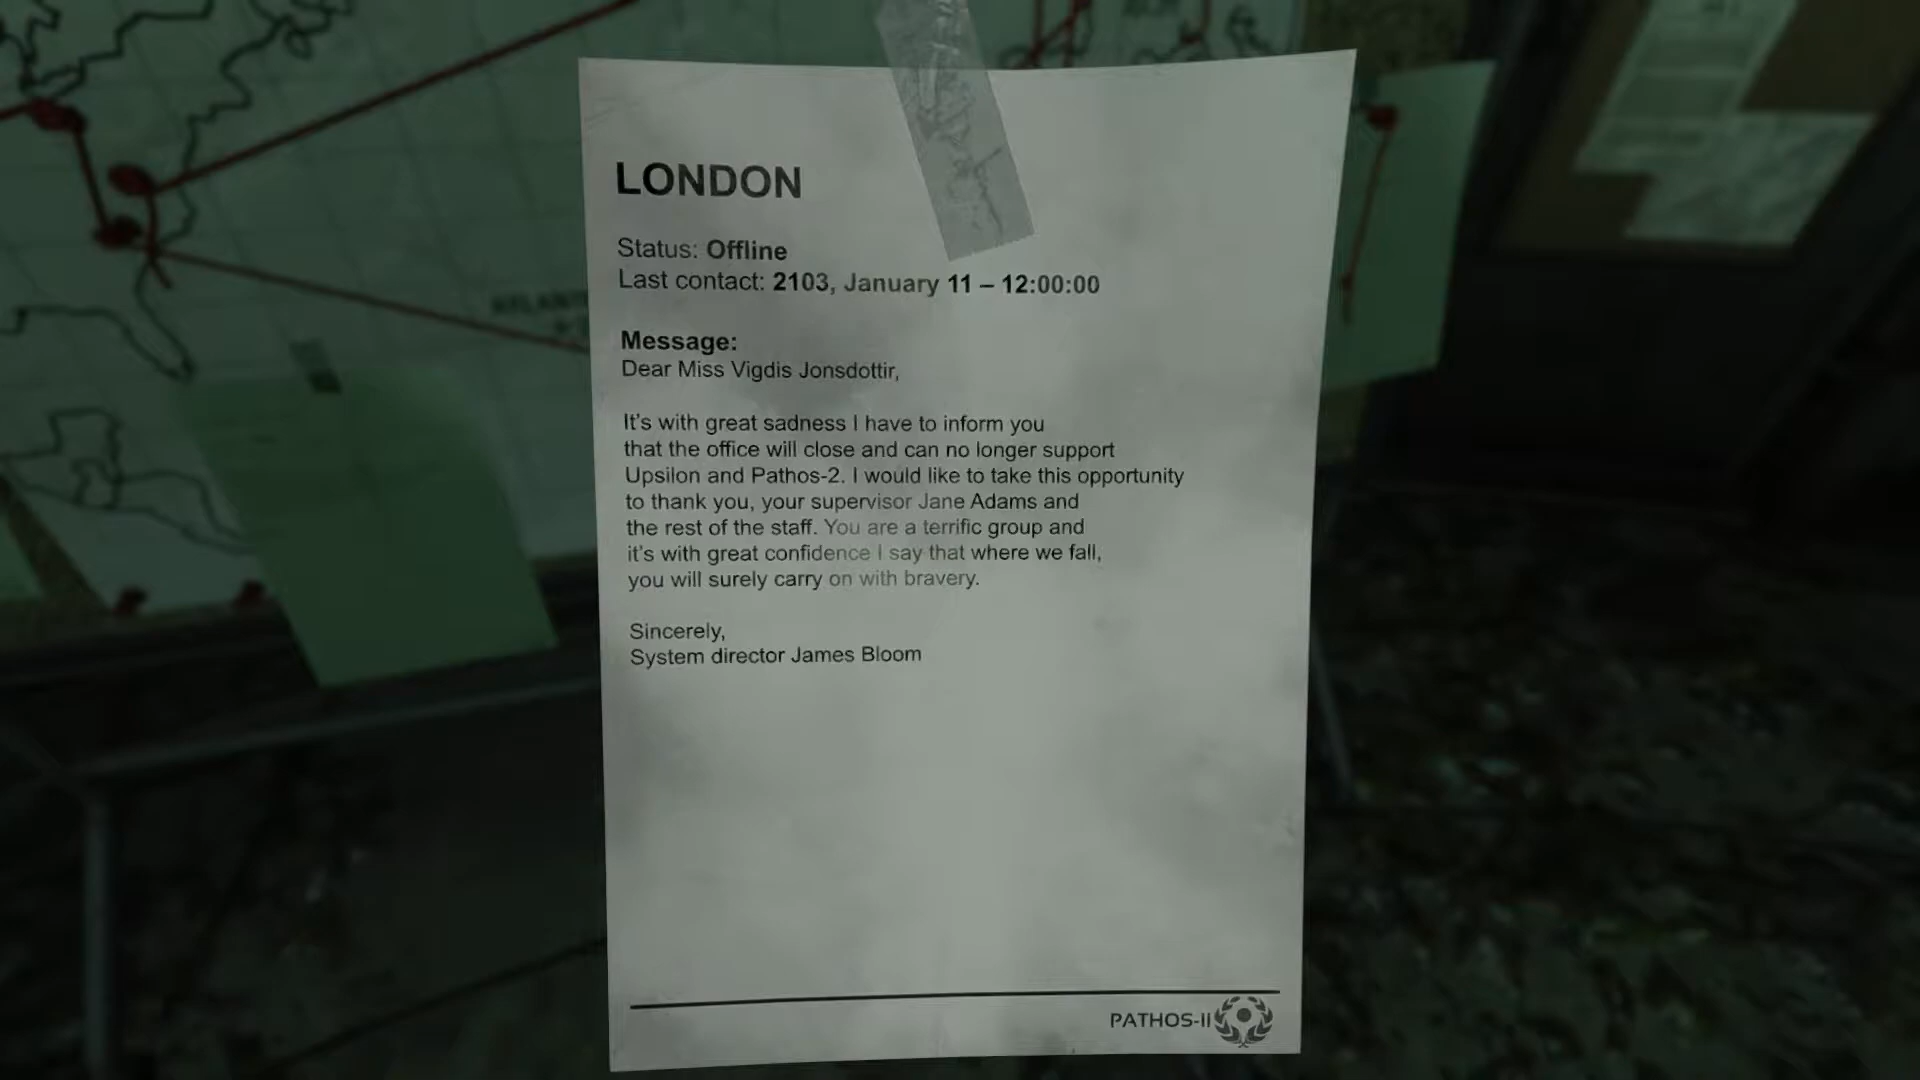 LONDON
Status: Offline
Last contact: 2103, January 11 – 12:00:00
Message:
Dear Miss Vigdis Jonsdottir,
It's with great sadness I have to inform you
that the office will close and can no longer support
Upsilon and Pathos-2. I would like to take this opportunity
to thank you, your supervisor Jane Adams and
the rest of the staff. You are a terrific group and
it's with great confidence I say that where we fall,
you will surely carry on with bravery.
Sincerely,
System director James Bloom
PATHOS-II